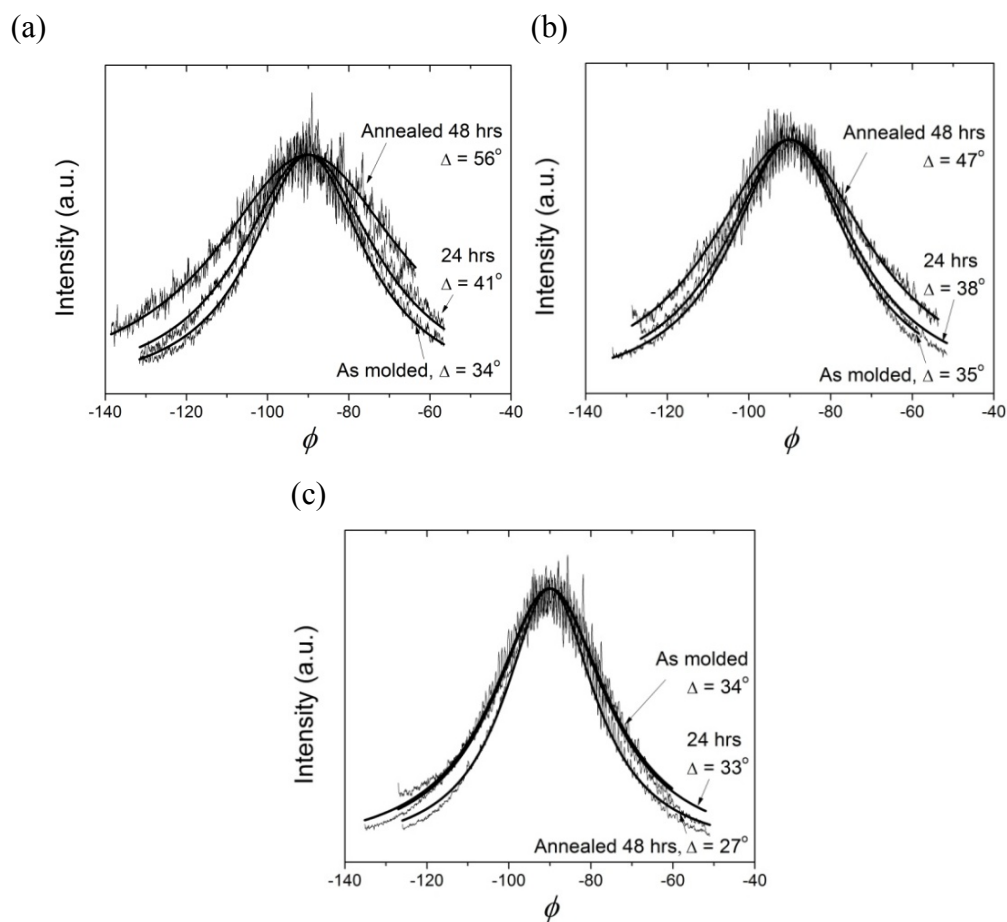 (a)
Intensity (a.u.)
Annealed 48 hrs
Δ = 56°
24 hrs
Δ = 41°
As molded, Δ = 34°
-140 -120 -100 -80 -60 -40
ϕ
(b)
Intensity (a.u.)
Annealed 48 hrs
Δ = 47°
24 hrs
Δ = 38°
As molded, Δ = 35°
-140 -120 -100 -80 -60 -40
ϕ
(c)
Intensity (a.u.)
As molded
Δ = 34°
24 hrs
Δ = 33°
Annealed 48 hrs, Δ = 27°
-140 -120 -100 -80 -60 -40
ϕ